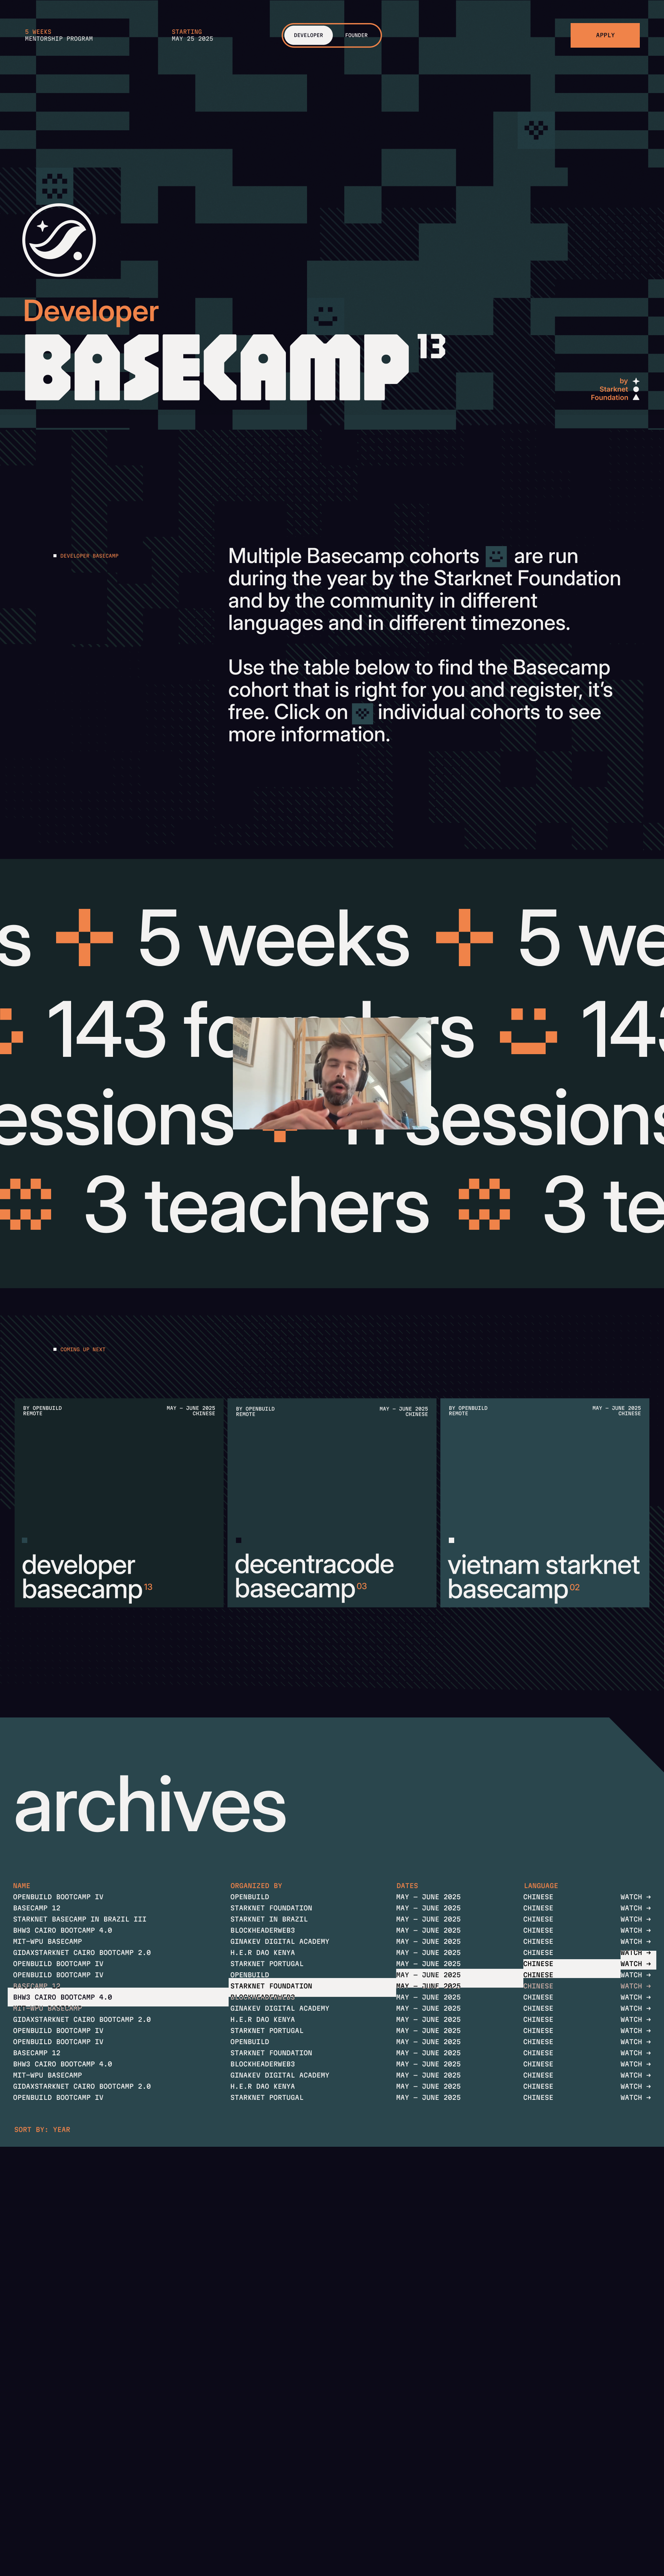 5 WEEKS
MENTORSHIP PROGRAM
STARTING
MAY 25 2025
DEVELOPER
FOUNDER
APPLY
Developer
BASECAMP 13
by
Starknet
Foundation
DEVELOPER BASECAMP
Multiple Basecamp cohorts are run
during the year by the Starknet Foundation
and by the community in different
languages and in different timezones.
Use the table below to find the Basecamp
cohort that is right for you and register, it’s
free. Click on individual cohorts to see
more information.
s 5 weeks 5 we
143 fo rs 143
essions sessions
3 teachers 3 te
COMING UP NEXT
BY OPENBUILD
REMOTE
MAY – JUNE 2025
CHINESE
developer
basecamp 13
BY OPENBUILD
REMOTE
MAY – JUNE 2025
CHINESE
decentracode
basecamp 03
BY OPENBUILD
REMOTE
MAY – JUNE 2025
CHINESE
vietnam starknet
basecamp 02
archives
NAME ORGANIZED BY DATES LANGUAGE
OPENBUILD BOOTCAMP IV OPENBUILD MAY – JUNE 2025 CHINESE WATCH →
BASECAMP 12 STARKNET FOUNDATION MAY – JUNE 2025 CHINESE WATCH →
STARKNET BASECAMP IN BRAZIL III STARKNET IN BRAZIL MAY – JUNE 2025 CHINESE WATCH →
BHW3 CAIRO BOOTCAMP 4.0 BLOCKHEADERWEB3 MAY – JUNE 2025 CHINESE WATCH →
MIT-WPU BASECAMP GINAKEV DIGITAL ACADEMY MAY – JUNE 2025 CHINESE WATCH →
GIDAXSTARKNET CAIRO BOOTCAMP 2.0 H.E.R DAO KENYA MAY – JUNE 2025 CHINESE WATCH →
OPENBUILD BOOTCAMP IV STARKNET PORTUGAL MAY – JUNE 2025 CHINESE WATCH →
OPENBUILD BOOTCAMP IV OPENBUILD MAY – JUNE 2025 CHINESE WATCH →
BASECAMP 12 STARKNET FOUNDATION MAY – JUNE 2025 CHINESE WATCH →
BHW3 CAIRO BOOTCAMP 4.0 BLOCKHEADERWEB3 MAY – JUNE 2025 CHINESE WATCH →
MIT-WPU BASECAMP GINAKEV DIGITAL ACADEMY MAY – JUNE 2025 CHINESE WATCH →
GIDAXSTARKNET CAIRO BOOTCAMP 2.0 H.E.R DAO KENYA MAY – JUNE 2025 CHINESE WATCH →
OPENBUILD BOOTCAMP IV STARKNET PORTUGAL MAY – JUNE 2025 CHINESE WATCH →
OPENBUILD BOOTCAMP IV OPENBUILD MAY – JUNE 2025 CHINESE WATCH →
BASECAMP 12 STARKNET FOUNDATION MAY – JUNE 2025 CHINESE WATCH →
BHW3 CAIRO BOOTCAMP 4.0 BLOCKHEADERWEB3 MAY – JUNE 2025 CHINESE WATCH →
MIT-WPU BASECAMP GINAKEV DIGITAL ACADEMY MAY – JUNE 2025 CHINESE WATCH →
GIDAXSTARKNET CAIRO BOOTCAMP 2.0 H.E.R DAO KENYA MAY – JUNE 2025 CHINESE WATCH →
OPENBUILD BOOTCAMP IV STARKNET PORTUGAL MAY – JUNE 2025 CHINESE WATCH →
SORT BY: YEAR